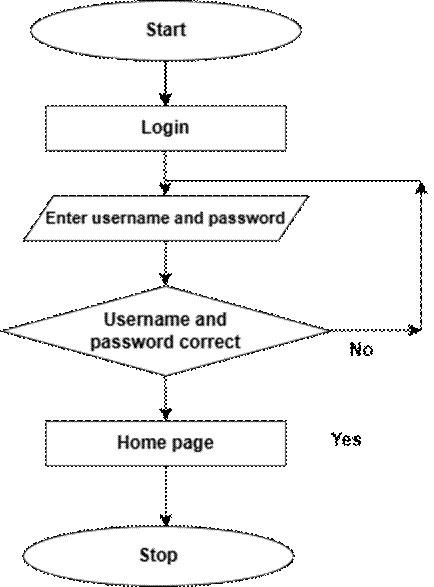 Start
Login
Enter username and password
Username and
password correct
No
Home page
Yes
Stop